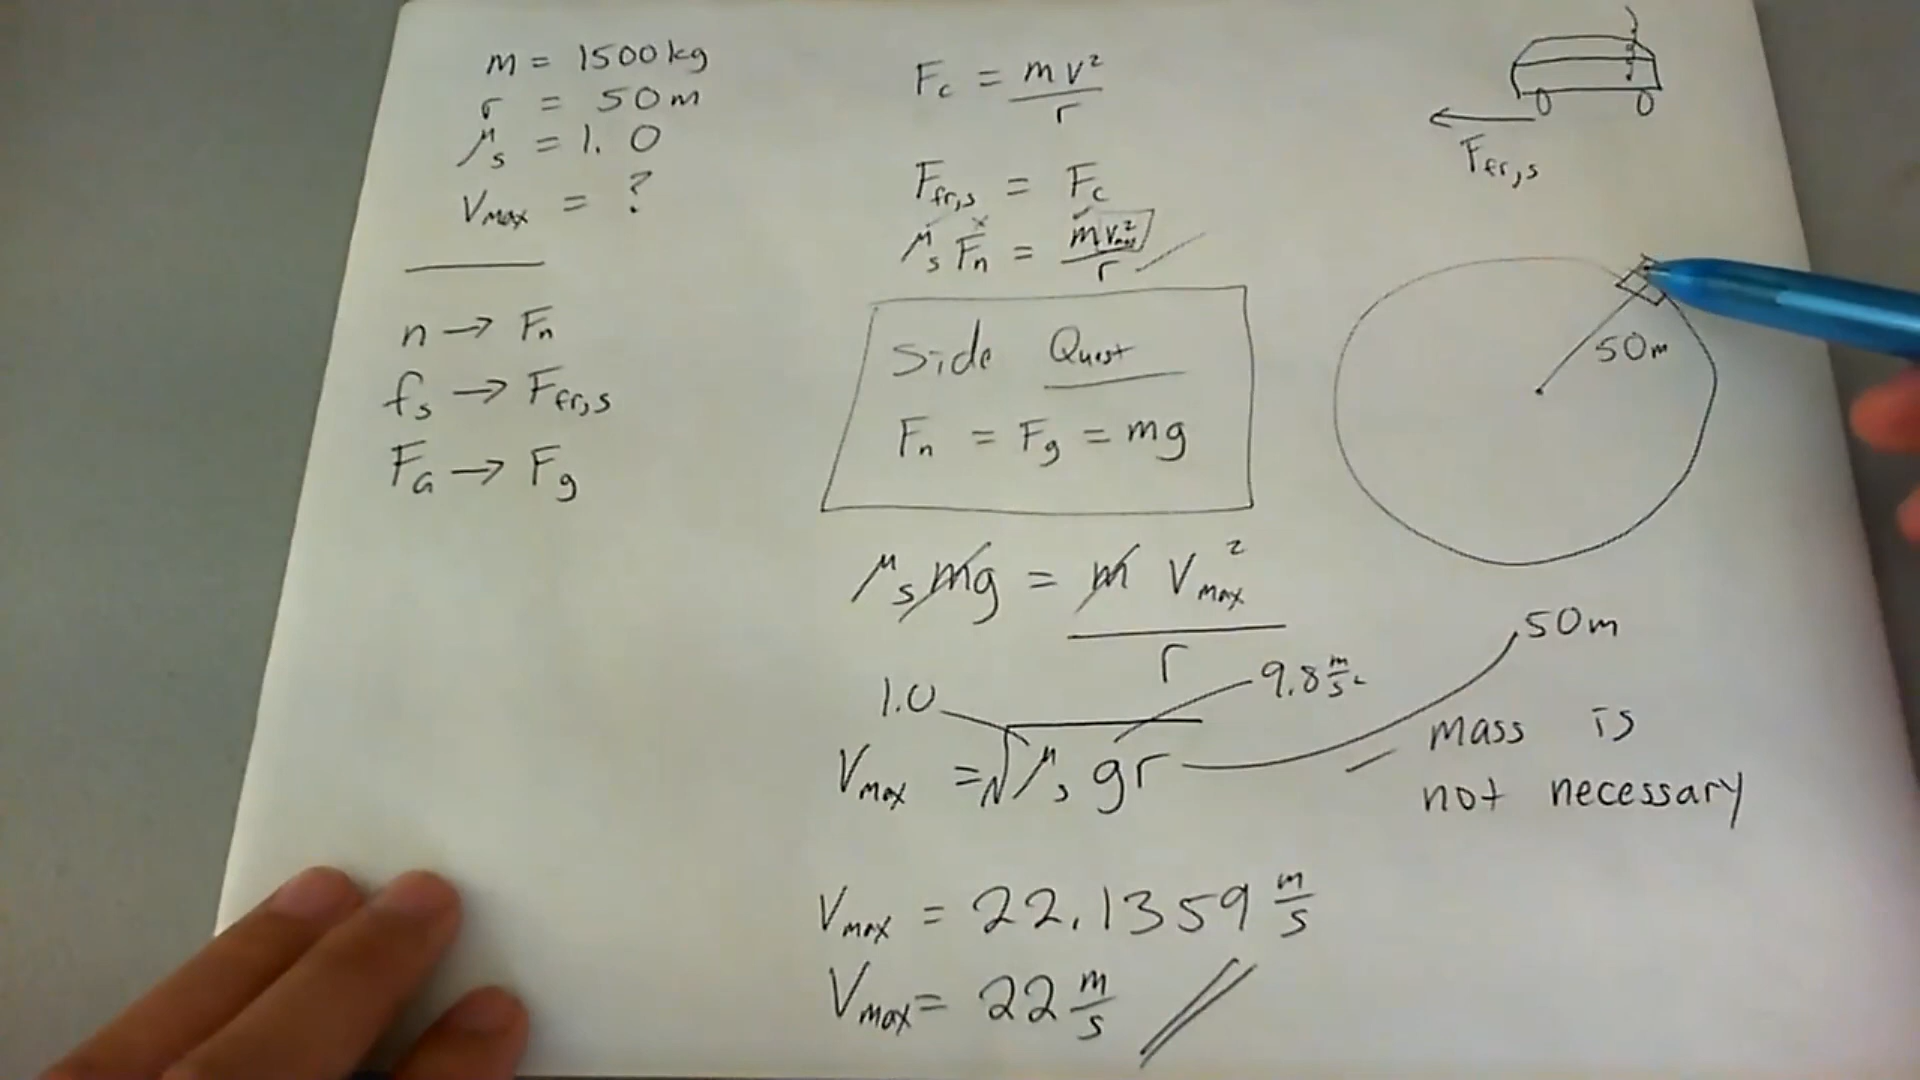 m = 1500 kg
r = 50 m
μs = 1.0
Vmax = ?
n → Fn
fs → Ffr,s
FG → Fg
Fc = mv²/r
Ffr,s = Fc
μs Fn = mvmax²/r
Side Quest
Fn = Fg = mg
μs mg = m Vmax²/r
1.0
9.8 m/s²
50m
Vmax = √μs gr
Vmax = 22.1359 m/s
Vmax = 22 m/s
Ffr,s
50m
mass is
not necessary